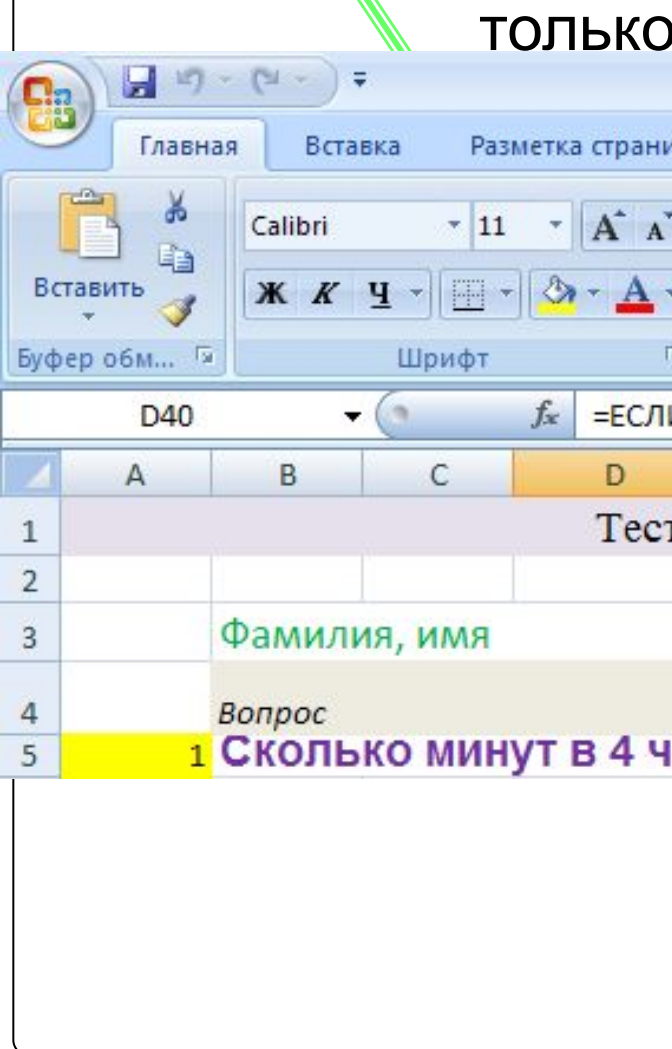 только
Главная Вставка Разметка страни
Calibri 11 A A
Вставить Ж К Ч A
Буфер обм... Шрифт
D40 fx =ЕСЛИ
A B C D
1 Тест
2
3 Фамилия, имя
4 Вопрос
5 1 Сколько минут в 4 ч